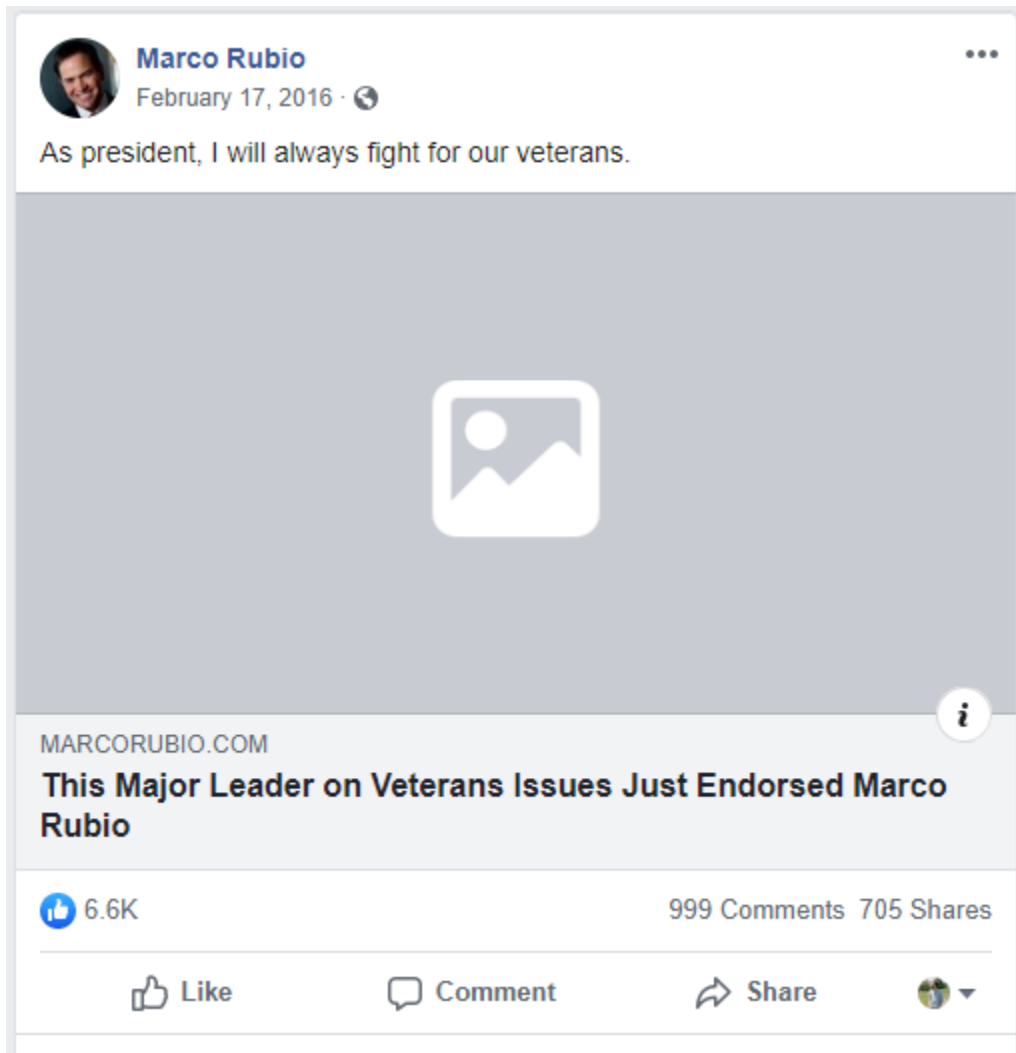 Marco Rubio
February 17, 2016 ·
As president, I will always fight for our veterans.
i
MARCORUBIO.COM
This Major Leader on Veterans Issues Just Endorsed Marco
Rubio
6.6K
999 Comments 705 Shares
Like Comment Share